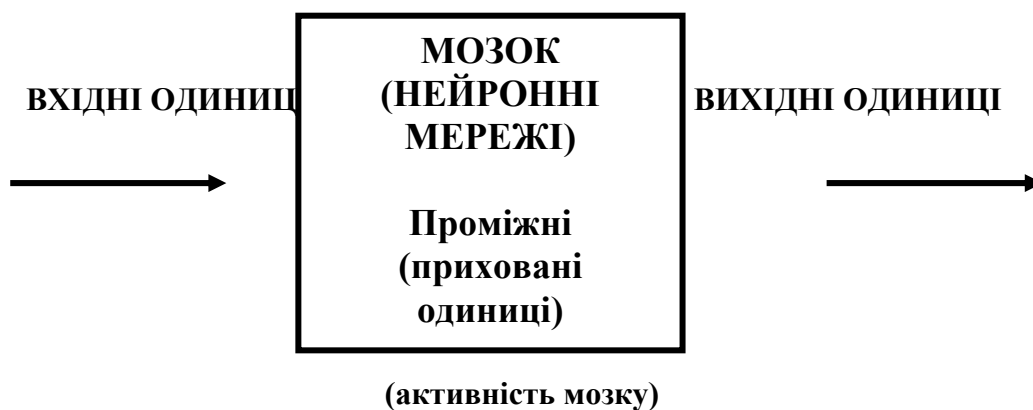 МОЗОК
(НЕЙРОННІ
МЕРЕЖІ)
ВХІДНІ ОДИНИЦ
ВИХІДНІ ОДИНИЦІ
Проміжні
(приховані
одиниці)
(активність мозку)